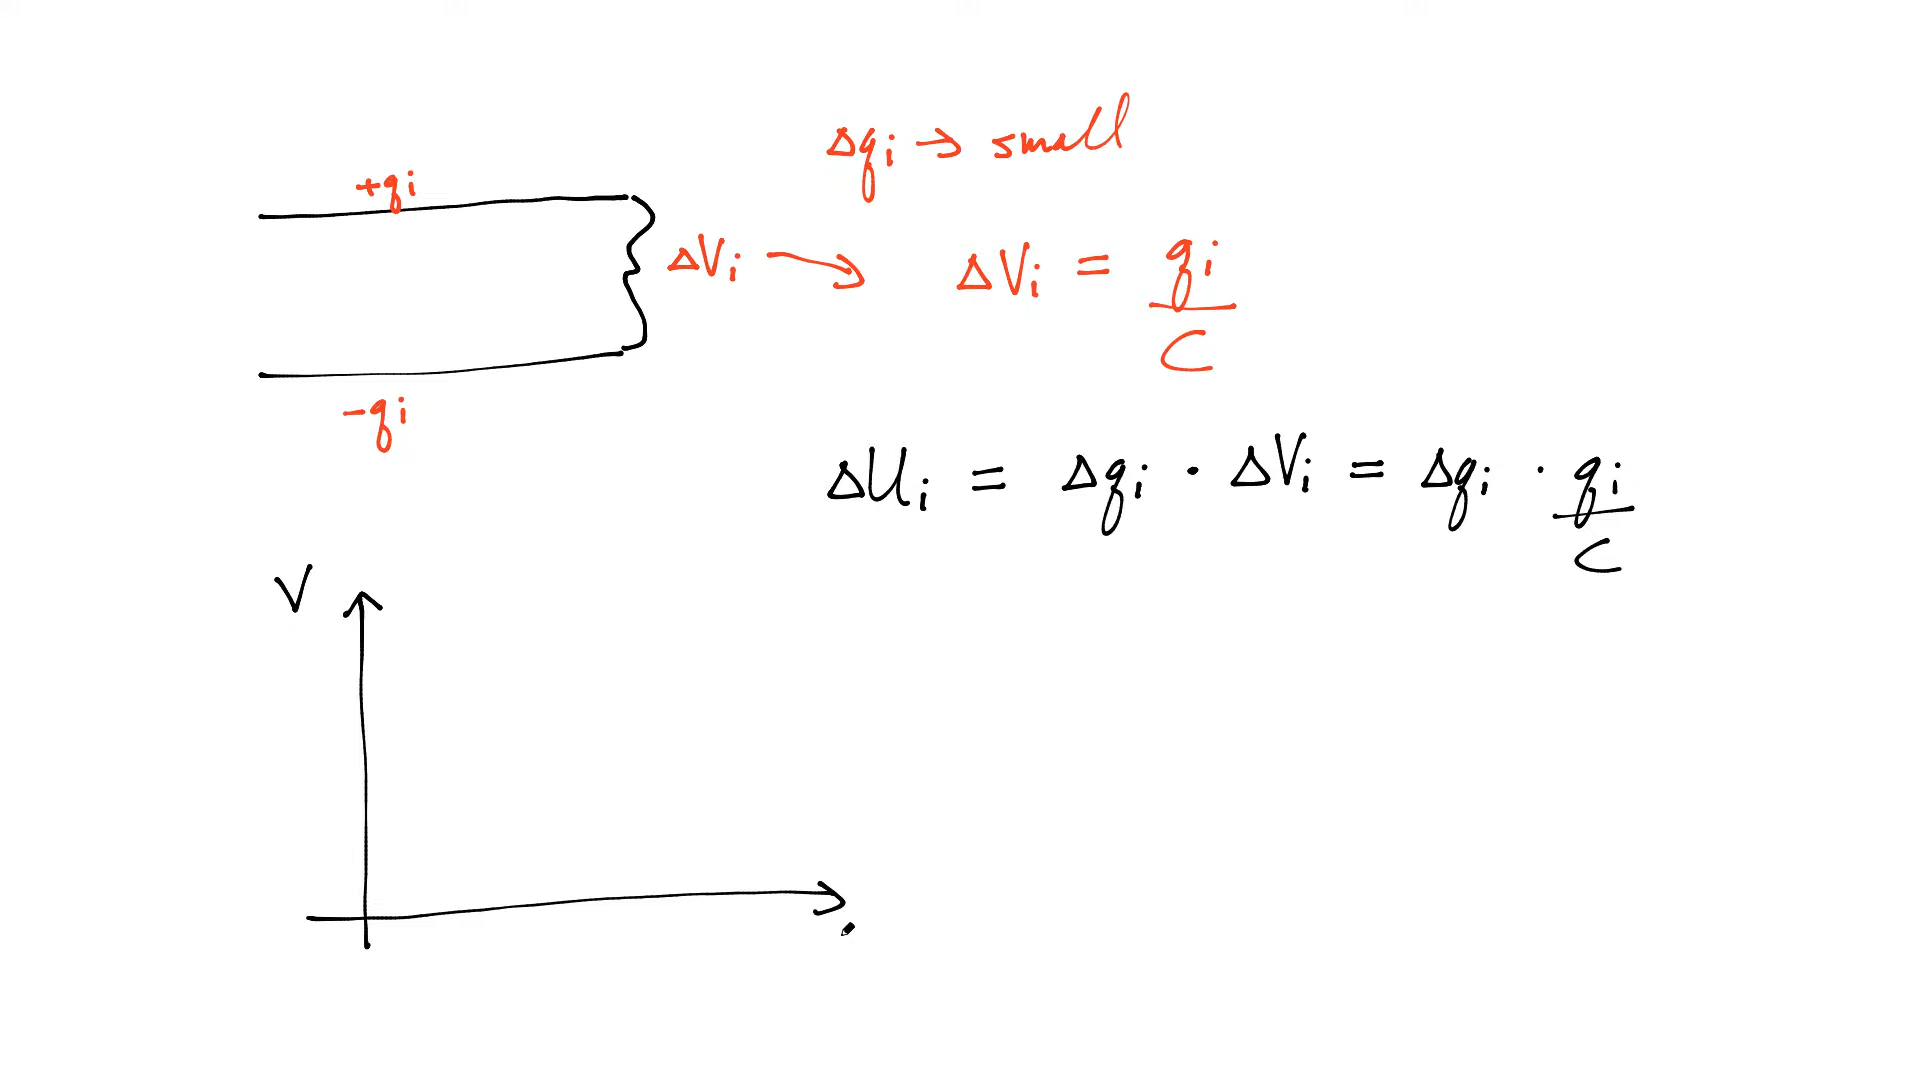 Δqi → small
+qi
ΔVi → ΔVi = qi / C
-qi
ΔUi = Δqi · ΔVi = Δqi · qi / C
V